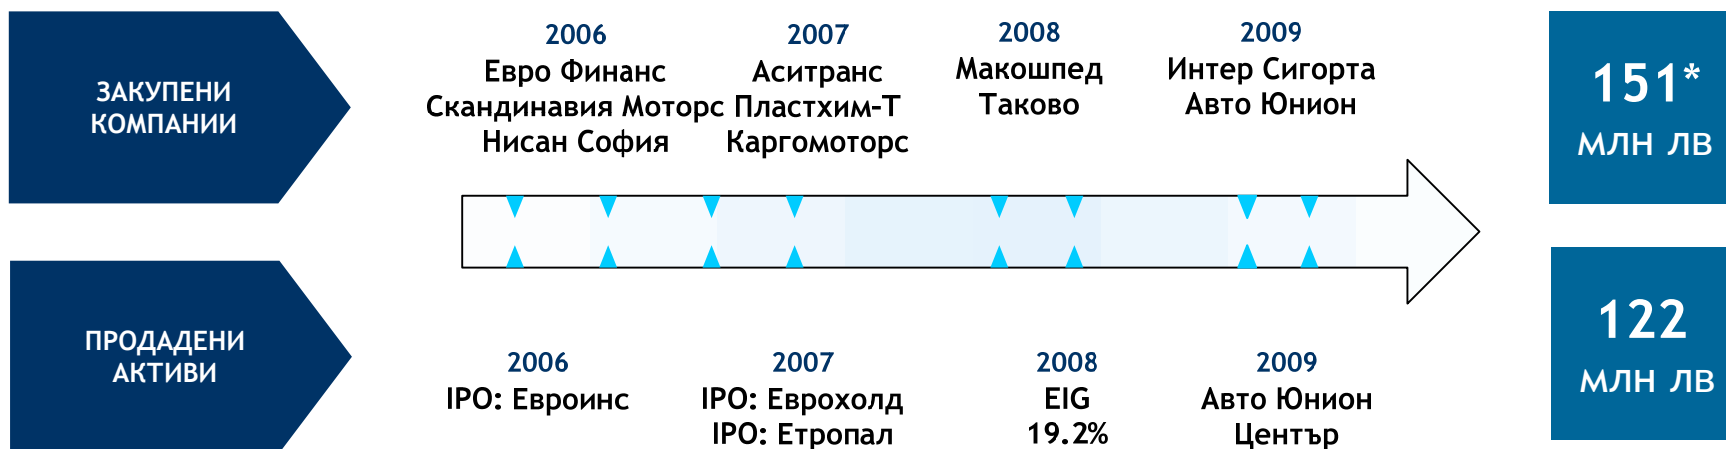 ЗАКУПЕНИ
КОМПАНИИ
2006
Евро Финанс
Скандинавия Моторс
Нисан София
2007
Аситранс
Пластхим-Т
Каргомоторс
2008
Макошпед
Таково
2009
Интер Сигорта
Авто Юнион
151*
млн лв
ПРОДАДЕНИ
АКТИВИ
2006
IPO: Евроинс
2007
IPO: Еврохолд
IPO: Етропал
2008
EIG
19.2%
2009
Авто Юнион
Център
122
млн лв